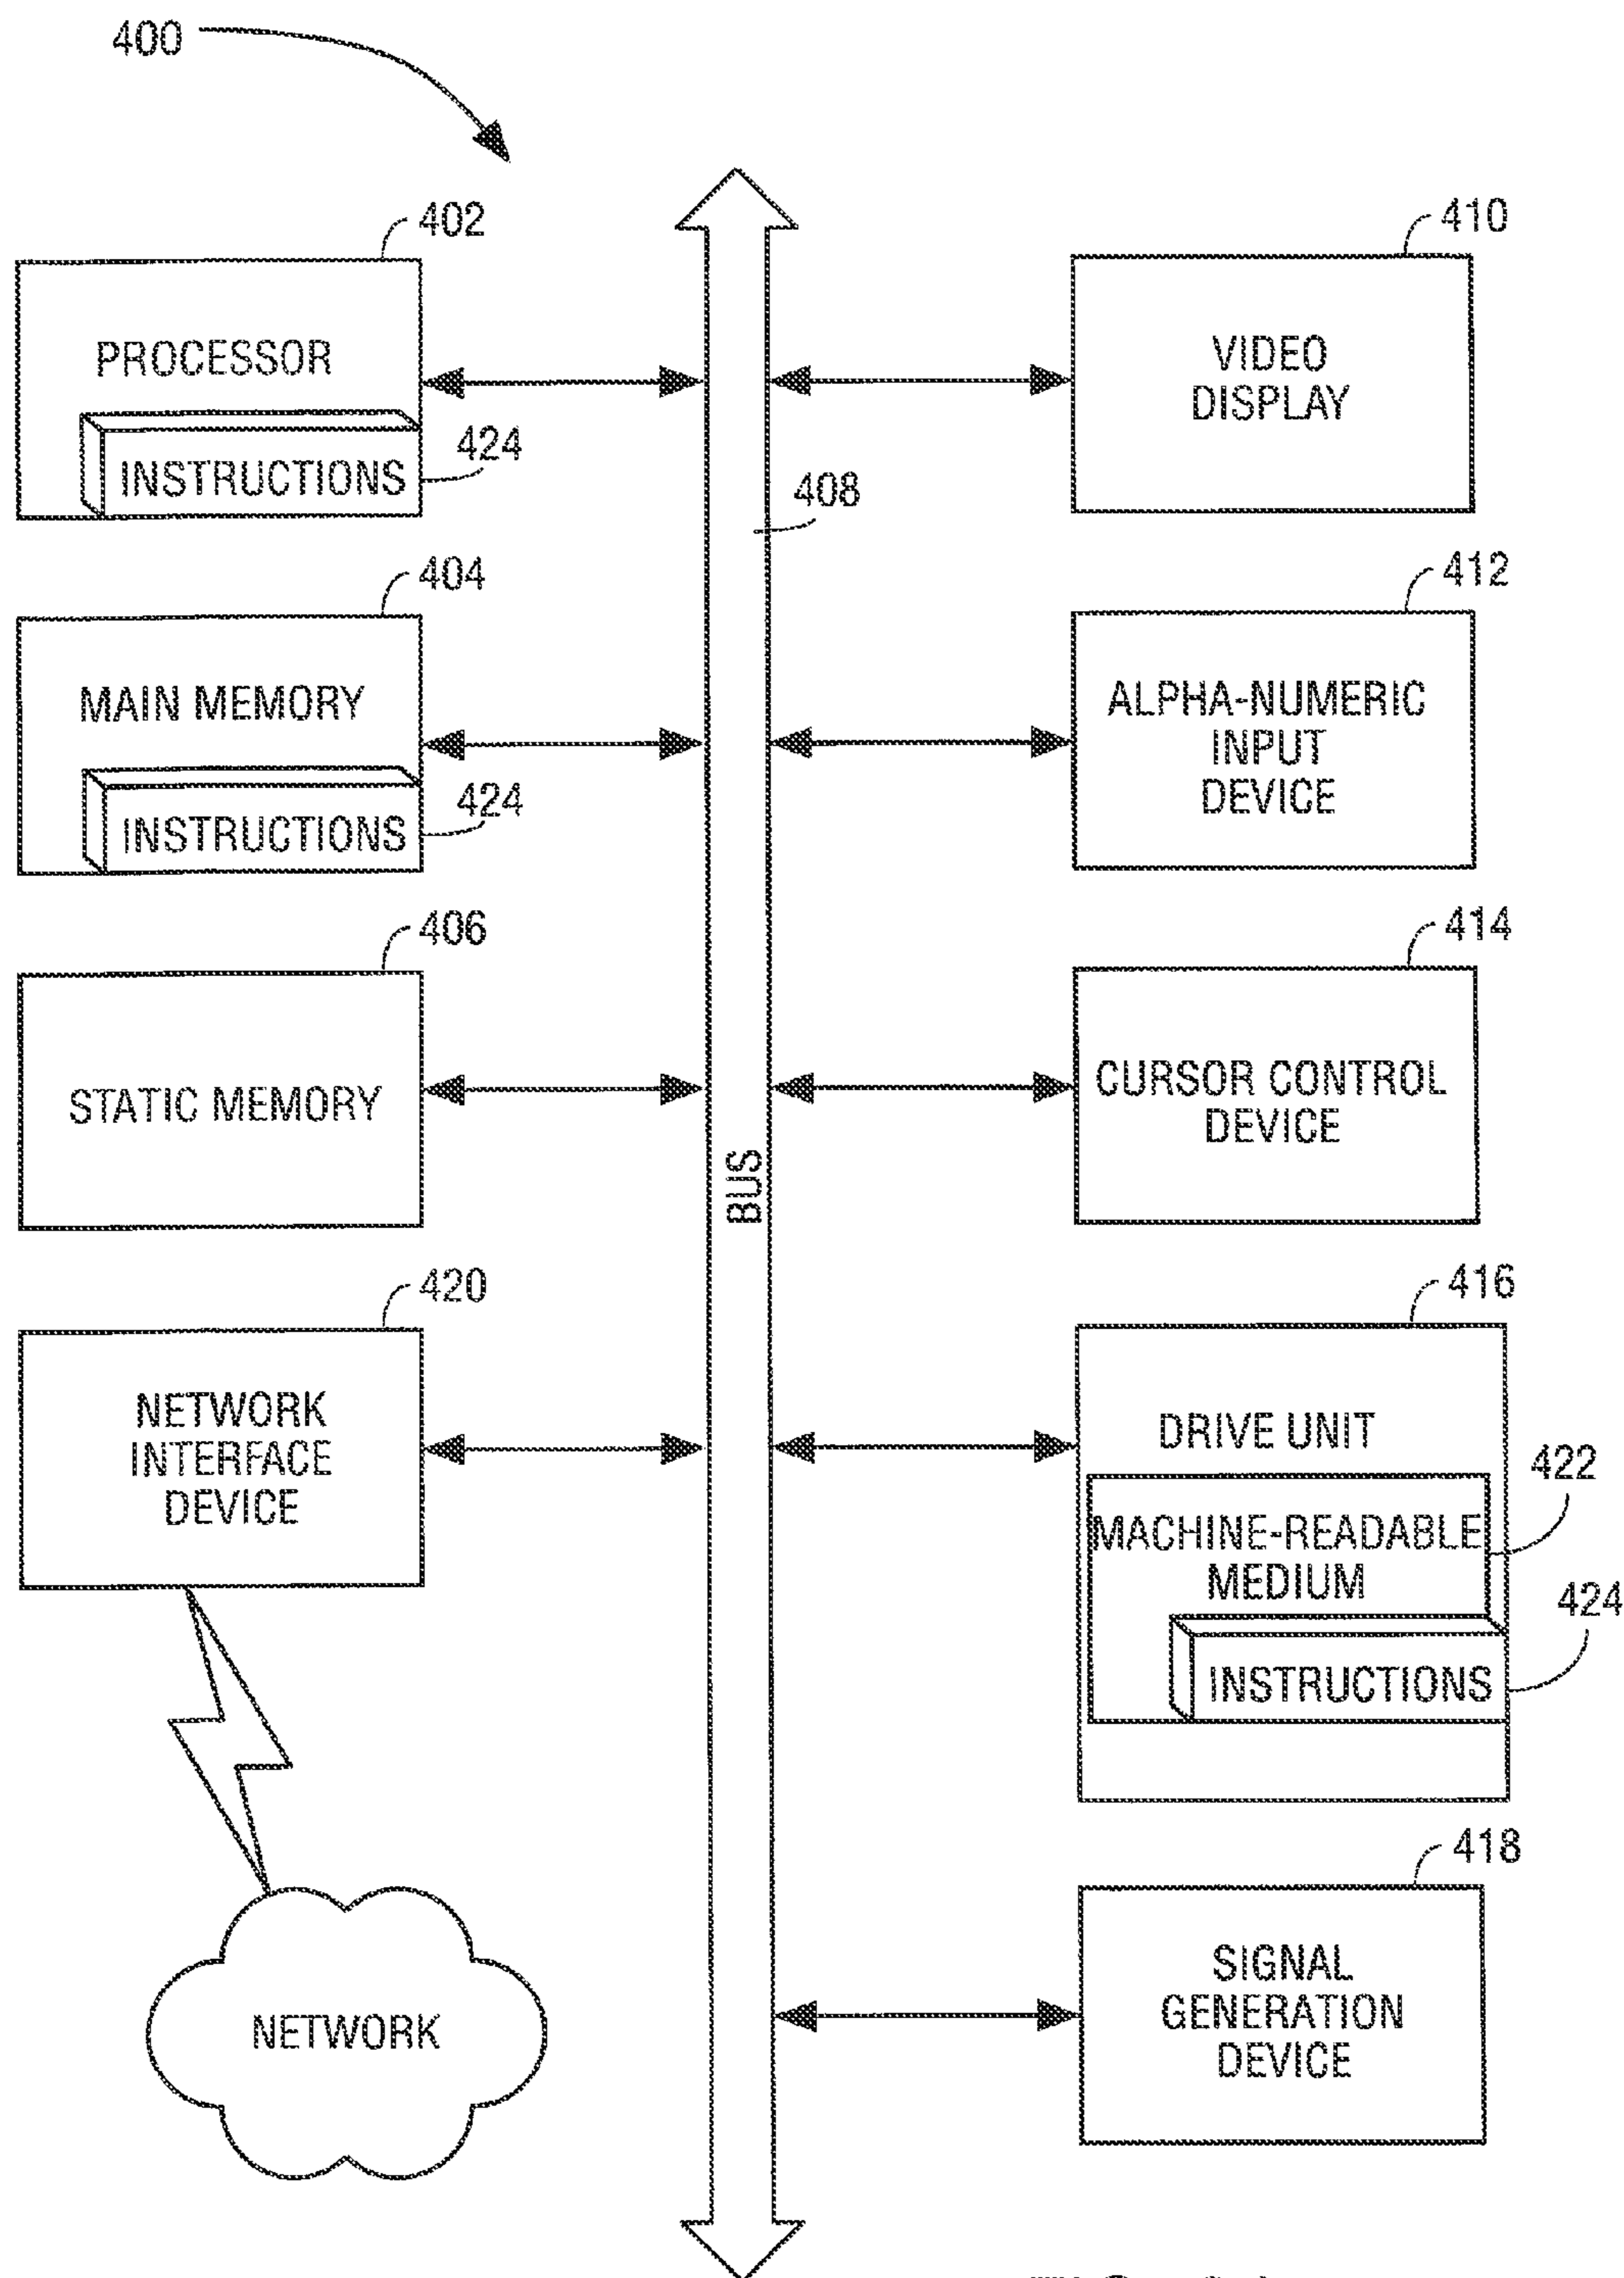 400
402
PROCESSOR
INSTRUCTIONS
424
404
MAIN MEMORY
INSTRUCTIONS
424
406
STATIC MEMORY
420
NETWORK
INTERFACE
DEVICE
NETWORK
408
BUS
410
VIDEO
DISPLAY
412
ALPHA-NUMERIC
INPUT
DEVICE
414
CURSOR CONTROL
DEVICE
416
DRIVE UNIT
422
MACHINE-READABLE
MEDIUM
424
INSTRUCTIONS
418
SIGNAL
GENERATION
DEVICE